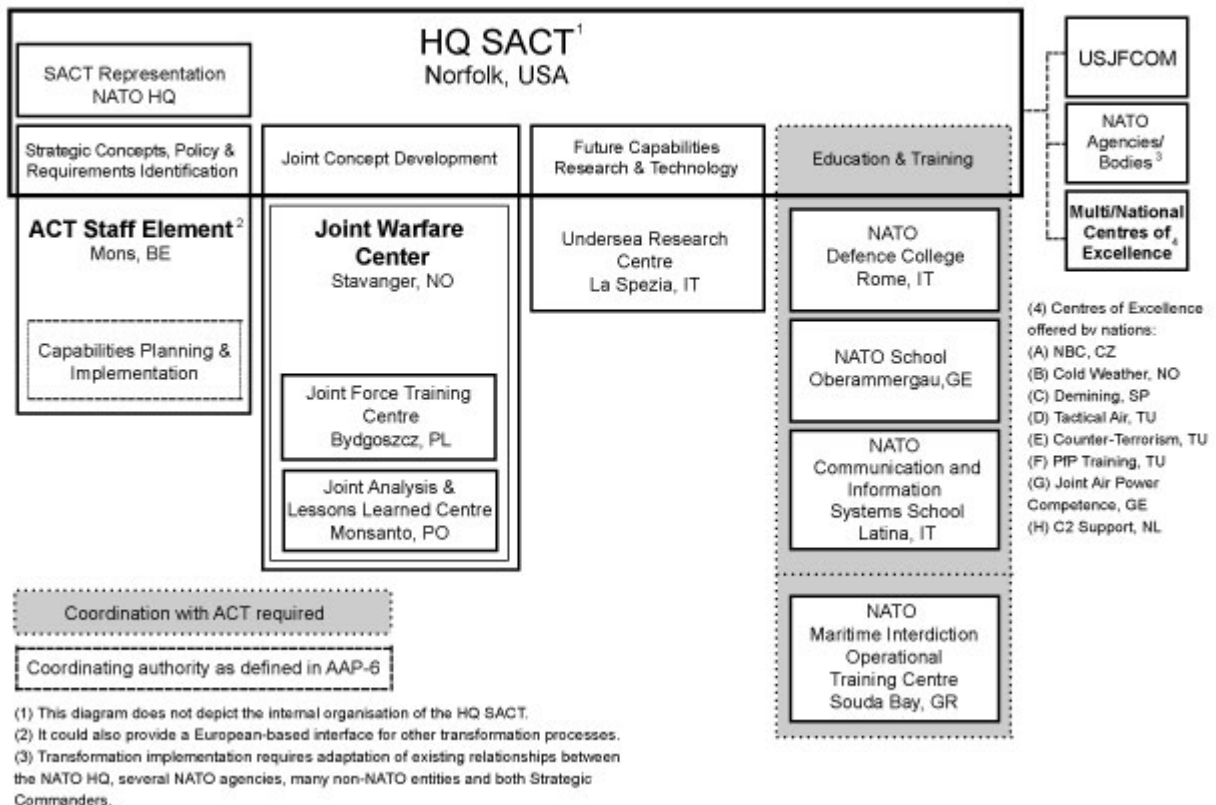 HQ SACT1
Norfolk, USA
SACT Representation
NATO HQ
Strategic Concepts, Policy &
Requirements Identification
Joint Concept Development
Future Capabilities
Research & Technology
Education & Training
USJFCOM
NATO
Agencies/
Bodies3
Multi/National
Centres of
Excellence4
ACT Staff Element2
Mons, BE
Capabilities Planning &
Implementation
Joint Warfare
Center
Stavanger, NO
Joint Force Training
Centre
Bydgoszcz, PL
Joint Analysis &
Lessons Learned Centre
Monsanto, PO
Undersea Research
Centre
La Spezia, IT
NATO
Defence College
Rome, IT
NATO School
Oberammergau,GE
NATO
Communication and
Information
Systems School
Latina, IT
NATO
Maritime Interdiction
Operational
Training Centre
Souda Bay, GR
(4) Centres of Excellence
offered by nations:
(A) NBC, CZ
(B) Cold Weather, NO
(C) Demining, SP
(D) Tactical Air, TU
(E) Counter-Terrorism, TU
(F) PfP Training, TU
(G) Joint Air Power
Competence, GE
(H) C2 Support, NL
Coordination with ACT required
Coordinating authority as defined in AAP-6
(1) This diagram does not depict the internal organisation of the HQ SACT.
(2) It could also provide a European-based interface for other transformation processes.
(3) Transformation implementation requires adaptation of existing relationships between
the NATO HQ, several NATO agencies, many non-NATO entities and both Strategic
Commanders.